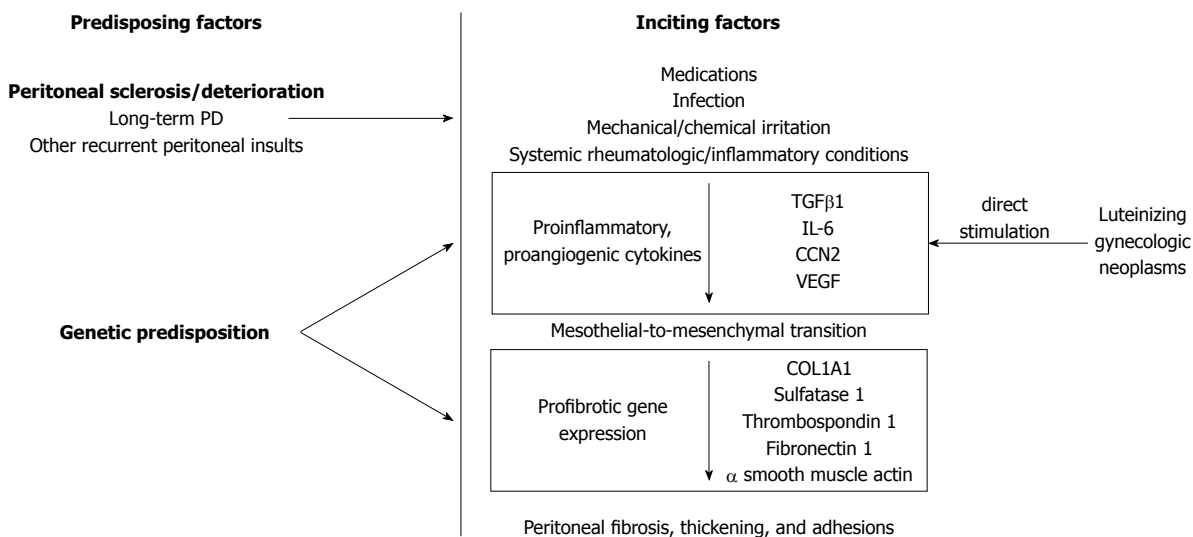 Predisposing factors
Peritoneal sclerosis/deterioration
Long-term PD
Other recurrent peritoneal insults
Genetic predisposition
Inciting factors
Medications
Infection
Mechanical/chemical irritation
Systemic rheumatologic/inflammatory conditions
Proinflammatory,
proangiogenic cytokines
TGFβ1
IL-6
CCN2
VEGF
direct
stimulation
Luteinizing
gynecologic
neoplasms
Mesothelial-to-mesenchymal transition
Profibrotic gene
expression
COL1A1
Sulfatase 1
Thrombospondin 1
Fibronectin 1
α smooth muscle actin
Peritoneal fibrosis, thickening, and adhesions